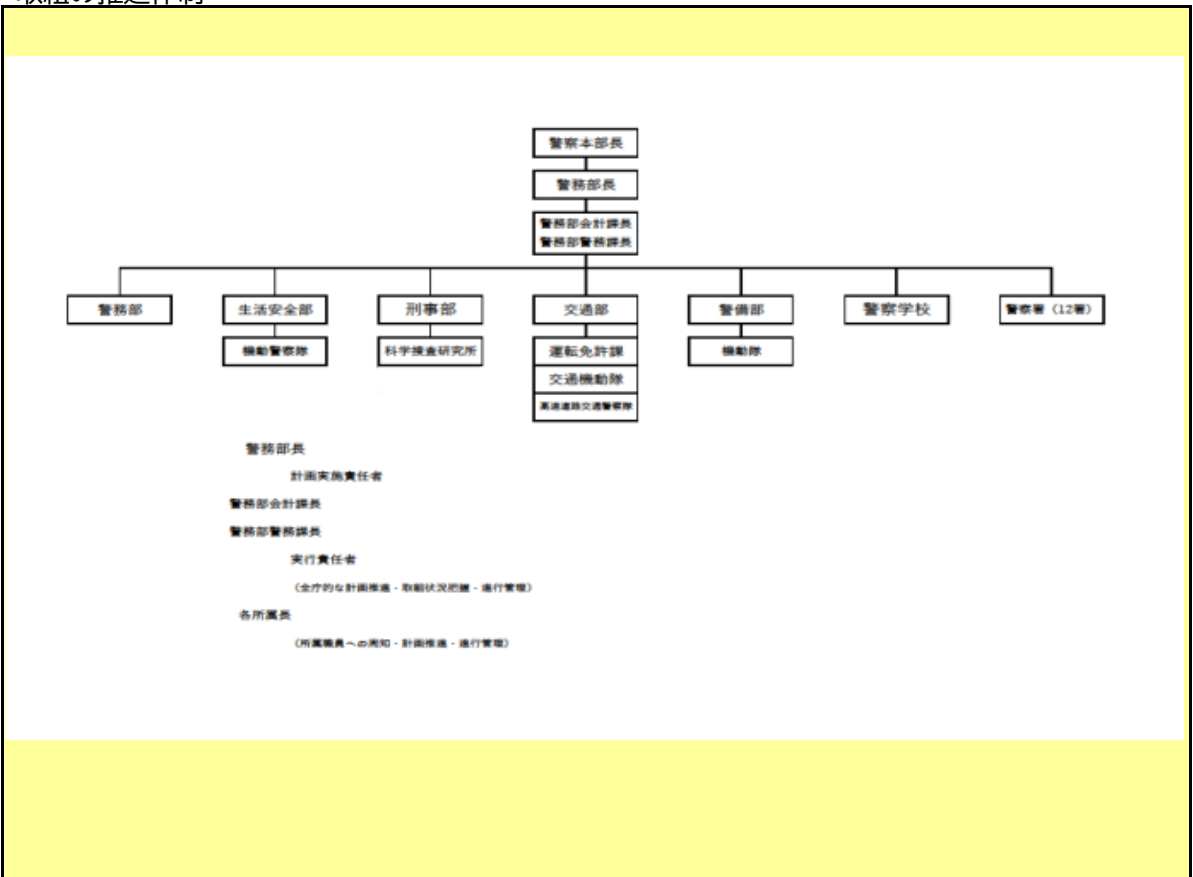 警察本部長
警務部長
警務部会計課長
警務部警務課長
警務部 生活安全部 刑事部 交通部 警備部 警察学校 警察署（12署）
機動警察隊 科学捜査研究所 運転免許課 機動隊
交通機動隊
高速道路交通警察隊
警務部長
計画実施責任者
警務部会計課長
警務部警務課長
実行責任者
（全庁的な計画推進・取組状況把握・進行管理）
各所属長
（所属職員への周知・計画推進・進行管理）